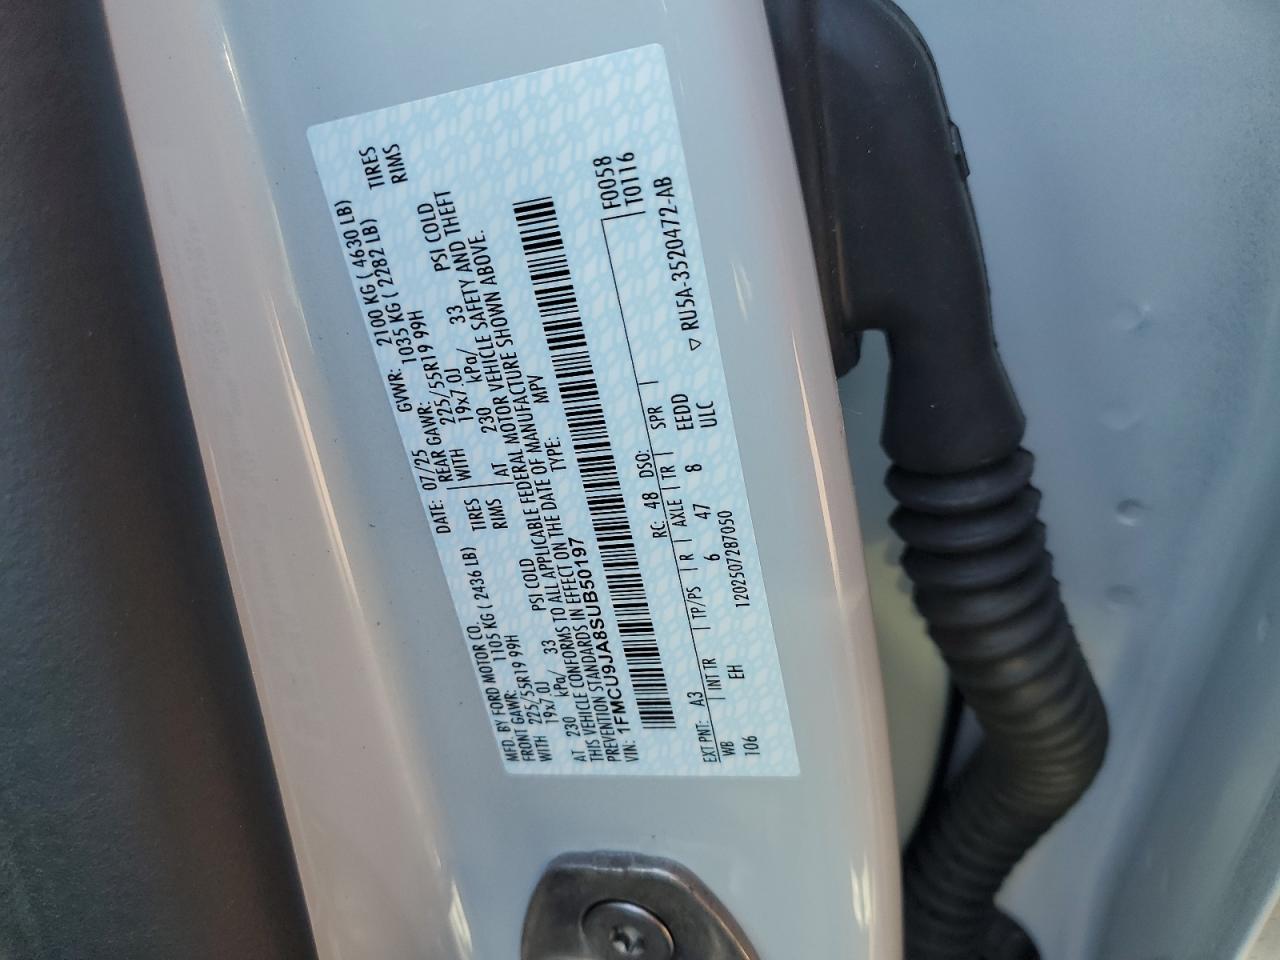 MFD. BY FORD MOTOR CO. DATE: 07/25 GVWR: 2100 KG ( 4630 LB)
FRONT GAWR: 1105 KG ( 2436 LB) REAR GAWR: 1035 KG ( 2282 LB)
WITH 225/55R19 99H TIRES WITH 225/55R19 99H TIRES
19x7.0J RIMS 19x7.0J RIMS
AT 230 kPa/ 33 PSI COLD AT 230 kPa/ 33 PSI COLD
THIS VEHICLE CONFORMS TO ALL APPLICABLE FEDERAL MOTOR VEHICLE SAFETY AND THEFT
PREVENTION STANDARDS IN EFFECT ON THE DATE OF MANUFACTURE SHOWN ABOVE.
VIN: 1FMCU9JA8SUB50197 TYPE: MPV
F0058
T0116
EXT PNT: A3 RC: 48 DSO:
WB INT TR TP/PS R AXLE TR SPR
106 EH 6 47 8 EEDD
1202507287050 ULC
▽ RU5A-3520472-AB